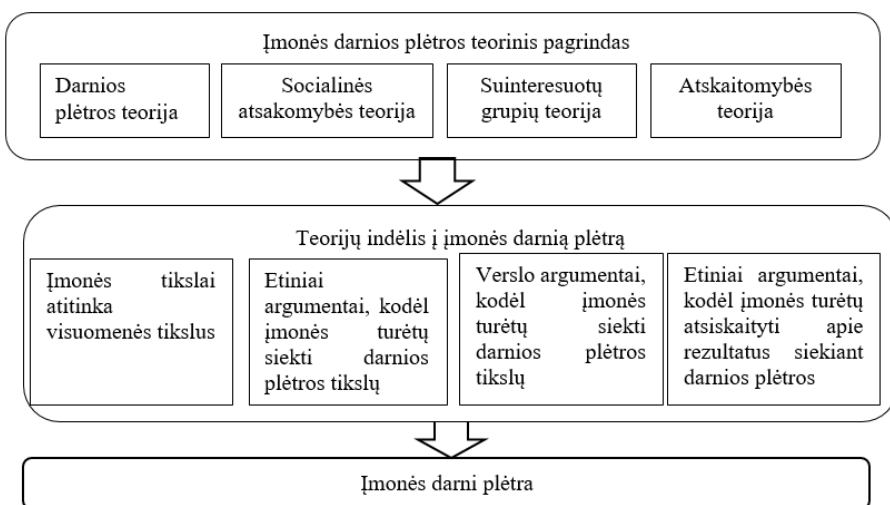 Įmonės darnios plėtros teorinis pagrindas
Darnios
plėtros teorija
Socialinės
atsakomybės teorija
Suinteresuotų
grupių teorija
Atskaitomybės
teorija
Teorijų indėlis į įmonės darnią plėtrą
Įmonės tikslai
atitinka
visuomenės tikslus
Etiniai
argumentai, kodėl
įmonės turėtų
siekti darnios
plėtros tikslų
Verslo argumentai,
kodėl įmonės
turėtų siekti
darnios plėtros
tikslų
Etiniai argumentai,
kodėl įmonės turėtų
atsiskaityti apie
rezultatus siekiant
darnios plėtros
Įmonės darni plėtra